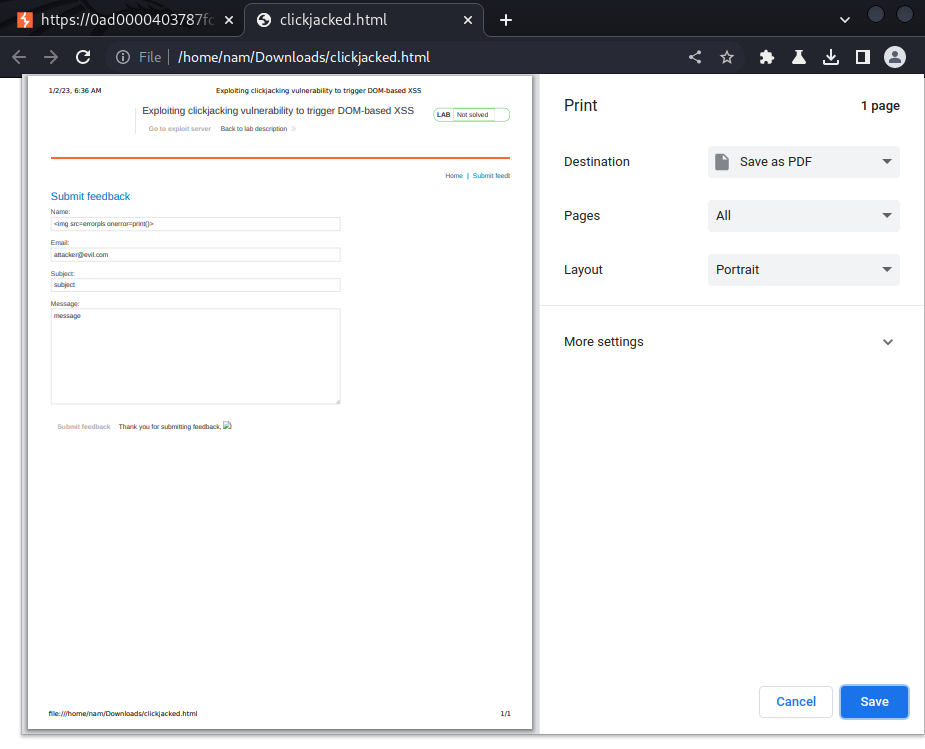 https://0ad0000403787fc
clickjacked.html
File
/home/nam/Downloads/clickjacked.html
1/2/23, 6:36 AM
Exploiting clickjacking vulnerability to trigger DOM-based XSS
Exploiting clickjacking vulnerability to trigger DOM-based XSS
LAB Not solved
Go to exploit server Back to lab description
Home | Submit feedt
Submit feedback
Name:
<img src=errorpls onerror=print()>
Email:
attacker@evil.com
Subject:
subject
Message:
message
Submit feedback Thank you for submitting feedback,
file:///home/nam/Downloads/clickjacked.html
1/1
Print
1 page
Destination
Save as PDF
Pages
All
Layout
Portrait
More settings
Cancel
Save